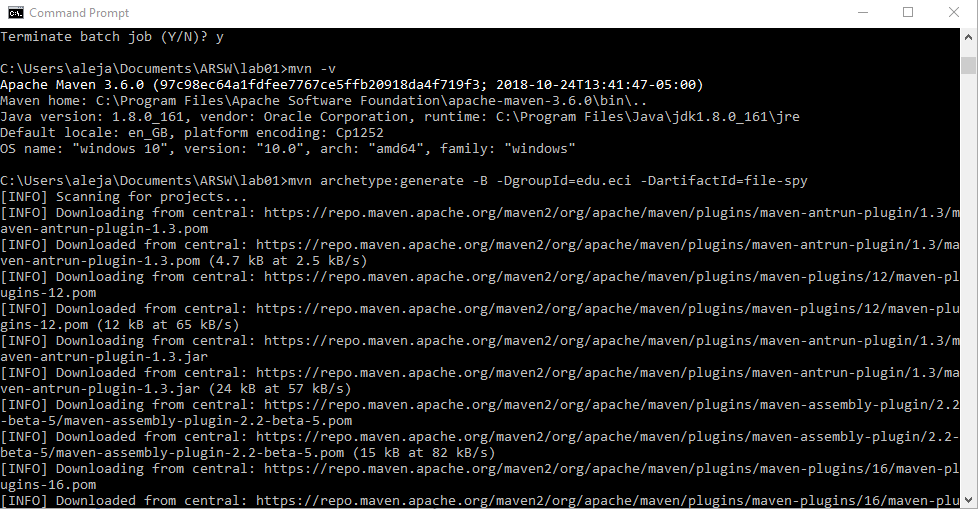 Command Prompt
Terminate batch job (Y/N)? y
C:\Users\aleja\Documents\ARSW\lab01>mvn -v
Apache Maven 3.6.0 (97c98ec64a1fdfee7767ce5ffb20918da4f719f3; 2018-10-24T13:41:47-05:00)
Maven home: C:\Program Files\Apache Software Foundation\apache-maven-3.6.0\bin\..
Java version: 1.8.0_161, vendor: Oracle Corporation, runtime: C:\Program Files\Java\jdk1.8.0_161\jre
Default locale: en_GB, platform encoding: Cp1252
OS name: "windows 10", version: "10.0", arch: "amd64", family: "windows"
C:\Users\aleja\Documents\ARSW\lab01>mvn archetype:generate -B -DgroupId=edu.eci -DartifactId=file-spy
[INFO] Scanning for projects...
[INFO] Downloading from central: https://repo.maven.apache.org/maven2/org/apache/maven/plugins/maven-antrun-plugin/1.3/m
aven-antrun-plugin-1.3.pom
[INFO] Downloaded from central: https://repo.maven.apache.org/maven2/org/apache/maven/plugins/maven-antrun-plugin/1.3/ma
ven-antrun-plugin-1.3.pom (4.7 kB at 2.5 kB/s)
[INFO] Downloading from central: https://repo.maven.apache.org/maven2/org/apache/maven/plugins/maven-plugins/12/maven-pl
ugins-12.pom
[INFO] Downloaded from central: https://repo.maven.apache.org/maven2/org/apache/maven/plugins/maven-plugins/12/maven-plu
gins-12.pom (12 kB at 65 kB/s)
[INFO] Downloading from central: https://repo.maven.apache.org/maven2/org/apache/maven/plugins/maven-antrun-plugin/1.3/m
aven-antrun-plugin-1.3.jar
[INFO] Downloaded from central: https://repo.maven.apache.org/maven2/org/apache/maven/plugins/maven-antrun-plugin/1.3/ma
ven-antrun-plugin-1.3.jar (24 kB at 57 kB/s)
[INFO] Downloading from central: https://repo.maven.apache.org/maven2/org/apache/maven/plugins/maven-assembly-plugin/2.2
-beta-5/maven-assembly-plugin-2.2-beta-5.pom
[INFO] Downloaded from central: https://repo.maven.apache.org/maven2/org/apache/maven/plugins/maven-assembly-plugin/2.2-
beta-5/maven-assembly-plugin-2.2-beta-5.pom (15 kB at 82 kB/s)
[INFO] Downloading from central: https://repo.maven.apache.org/maven2/org/apache/maven/plugins/maven-plugins/16/maven-pl
ugins-16.pom
[INFO] Downloaded from central: https://repo.maven.apache.org/maven2/org/apache/maven/plugins/maven-plugins/16/maven-plu